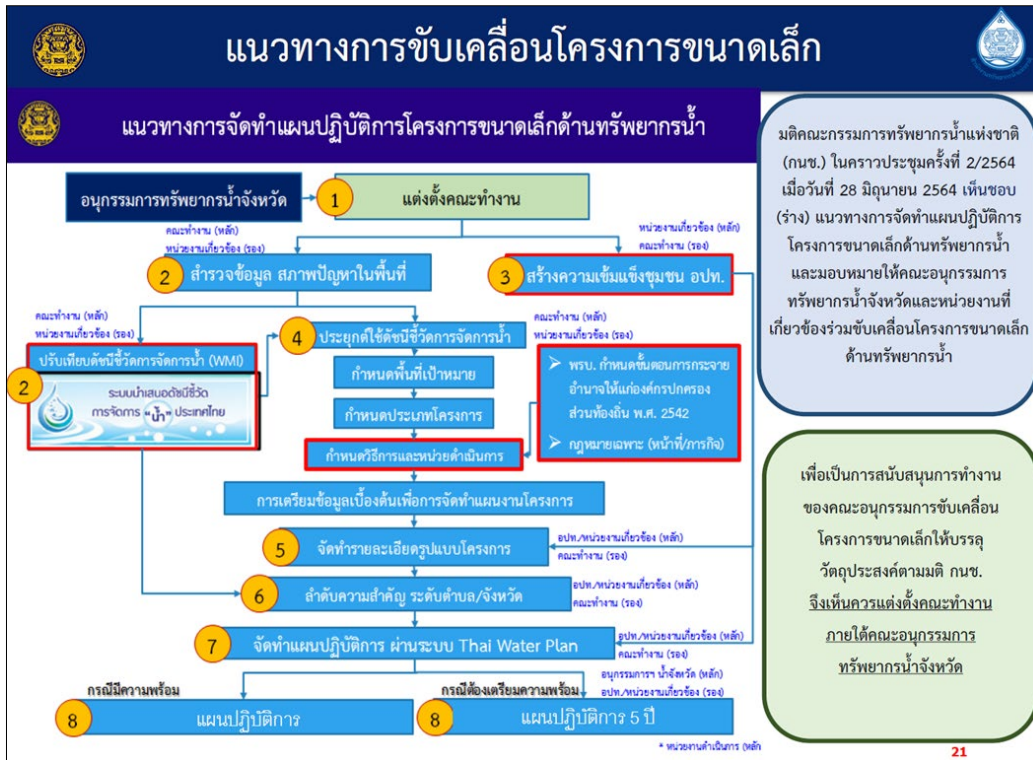 แนวทางการขับเคลื่อนโครงการขนาดเล็ก
แนวทางการจัดทำแผนปฏิบัติการโครงการขนาดเล็กด้านทรัพยากรน้ำ
อนุกรรมการทรัพยากรน้ำจังหวัด
1
แต่งตั้งคณะทำงาน
คณะทำงาน (หลัก)
หน่วยงานเกี่ยวข้อง (รอง)
หน่วยงานเกี่ยวข้อง (หลัก)
คณะทำงาน (รอง)
2
สำรวจข้อมูล สภาพปัญหาในพื้นที่
3
สร้างความเข้มแข็งชุมชน อปท.
คณะทำงาน (หลัก)
หน่วยงานเกี่ยวข้อง (รอง)
ปรับเทียบดัชนีชี้วัดการจัดการน้ำ (WMI)
2
ระบบนำเสนอดัชนีชี้วัด
การจัดการ "น้ำ" ประเทศไทย
4
ประยุกต์ใช้ดัชนีชี้วัดการจัดการน้ำ
คณะทำงาน (หลัก)
หน่วยงานเกี่ยวข้อง (รอง)
กำหนดพื้นที่เป้าหมาย
กำหนดประเภทโครงการ
กำหนดวิธีการและหน่วยดำเนินการ
➢ พรบ. กำหนดขั้นตอนการกระจาย
อำนาจให้แก่องค์กรปกครอง
ส่วนท้องถิ่น พ.ศ. 2542
➢ กฎหมายเฉพาะ (หน้าที่/ภารกิจ)
การเตรียมข้อมูลเบื้องต้นเพื่อการจัดทำแผนงานโครงการ
5
จัดทำรายละเอียดรูปแบบโครงการ
อปท./หน่วยงานเกี่ยวข้อง (หลัก)
คณะทำงาน (รอง)
6
ลำดับความสำคัญ ระดับตำบล/จังหวัด
อปท./หน่วยงานเกี่ยวข้อง (หลัก)
คณะทำงาน (รอง)
7
จัดทำแผนปฏิบัติการ ผ่านระบบ Thai Water Plan
อปท./หน่วยงานเกี่ยวข้อง (หลัก)
คณะทำงาน (รอง)
อนุกรรมการฯ น้ำจังหวัด (หลัก)
อปท./หน่วยงานเกี่ยวข้อง (รอง)
กรณีมีความพร้อม
8
แผนปฏิบัติการ
กรณีต้องเตรียมความพร้อม
8
แผนปฏิบัติการ 5 ปี
* หน่วยงานดำเนินการ (หลัก
มติคณะกรรมการทรัพยากรน้ำแห่งชาติ
(กนช.) ในคราวประชุมครั้งที่ 2/2564
เมื่อวันที่ 28 มิถุนายน 2564 เห็นชอบ
(ร่าง) แนวทางการจัดทำแผนปฏิบัติการ
โครงการขนาดเล็กด้านทรัพยากรน้ำ
และมอบหมายให้คณะอนุกรรมการ
ทรัพยากรน้ำจังหวัดและหน่วยงานที่
เกี่ยวข้องร่วมขับเคลื่อนโครงการขนาดเล็ก
ด้านทรัพยากรน้ำ
เพื่อเป็นการสนับสนุนการทำงาน
ของคณะอนุกรรมการขับเคลื่อน
โครงการขนาดเล็กให้บรรลุ
วัตถุประสงค์ตามมติ กนช.
จึงเห็นควรแต่งตั้งคณะทำงาน
ภายใต้คณะอนุกรรมการ
ทรัพยากรน้ำจังหวัด
21